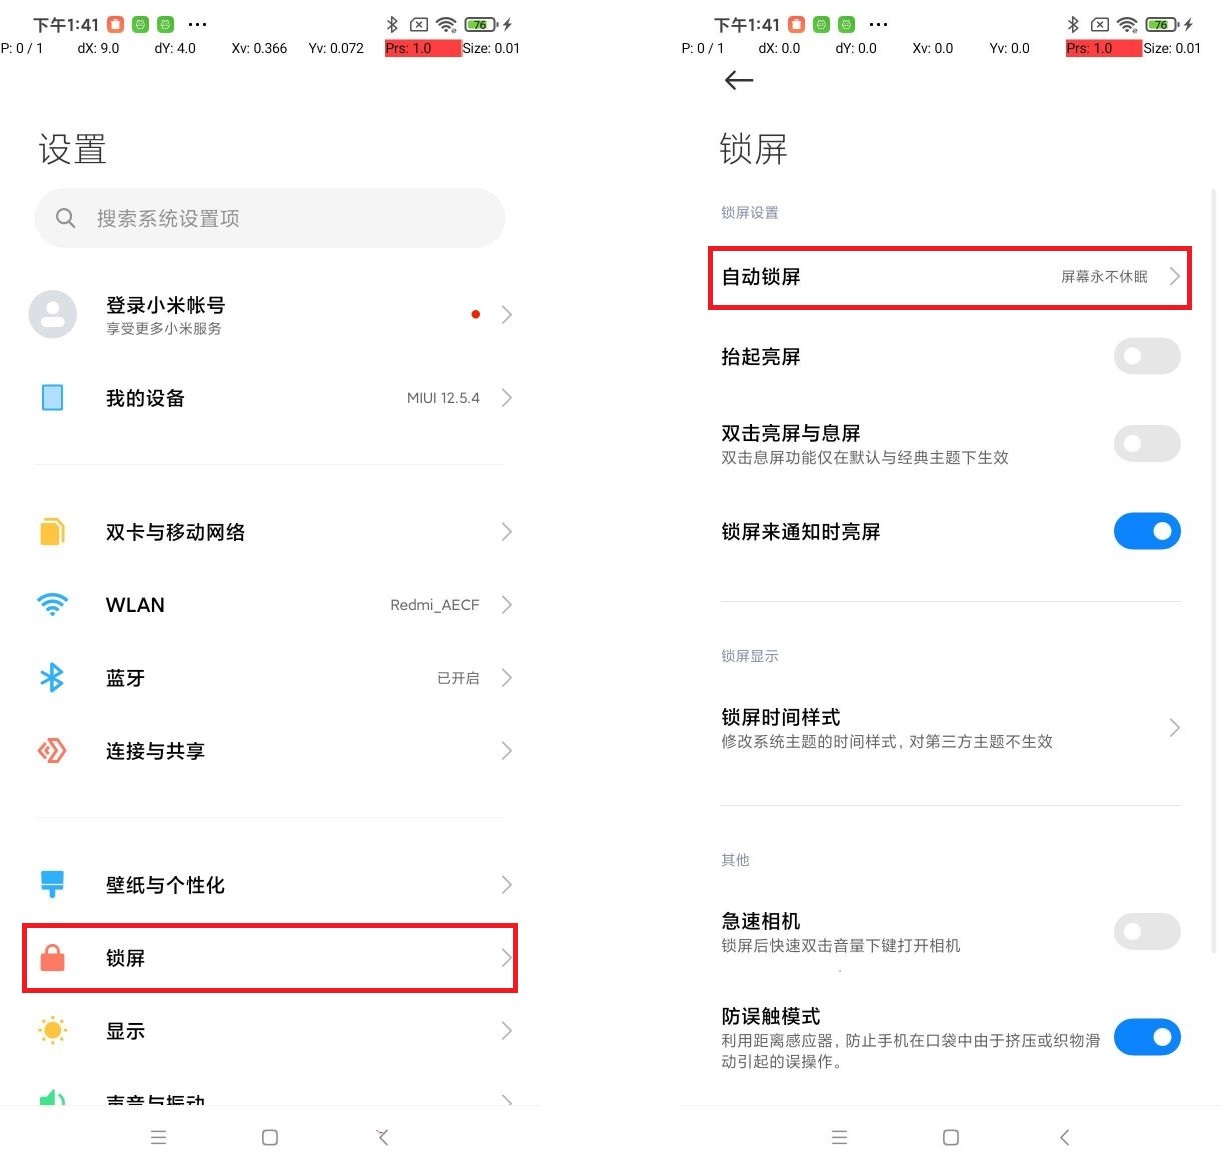 下午1:41
76
P: 0 / 1 dX: 9.0 dY: 4.0 Xv: 0.366 Yv: 0.072 Prs: 1.0 Size: 0.01
设置
搜索系统设置项
登录小米帐号
享受更多小米服务
我的设备 MIUI 12.5.4
双卡与移动网络
WLAN Redmi_AECF
蓝牙 已开启
连接与共享
壁纸与个性化
锁屏
显示
声音与振动
下午1:41
76
P: 0 / 1 dX: 0.0 dY: 0.0 Xv: 0.0 Yv: 0.0 Prs: 1.0 Size: 0.01
锁屏
锁屏设置
自动锁屏 屏幕永不休眠
抬起亮屏
双击亮屏与息屏
双击息屏功能仅在默认与经典主题下生效
锁屏来通知时亮屏
锁屏显示
锁屏时间样式
修改系统主题的时间样式，对第三方主题不生效
其他
急速相机
锁屏后快速双击音量下键打开相机
防误触模式
利用距离感应器，防止手机在口袋中由于挤压或织物滑
动引起的误操作。